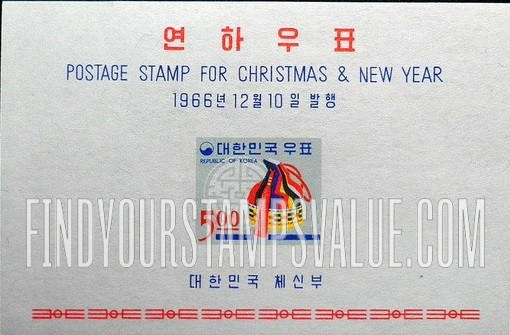 연하우표
POSTAGE STAMP FOR CHRISTMAS & NEW YEAR
1966년 12월 10일 발행
대한민국우표
REPUBLIC OF KOREA
5.00
FINDYOURSTAMPSVALUE.COM
대한민국 체신부